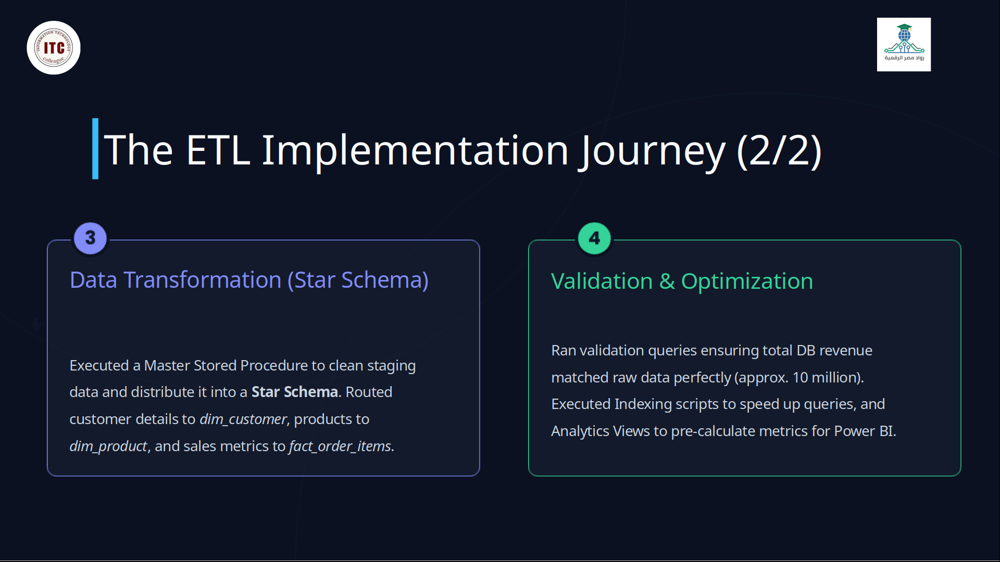 INFORMATION TECHNOLOGY
ITC
colleague
رواد مصر الرقمية
The ETL Implementation Journey (2/2)
3
Data Transformation (Star Schema)
Executed a Master Stored Procedure to clean staging
data and distribute it into a Star Schema. Routed
customer details to dim_customer, products to
dim_product, and sales metrics to fact_order_items.
4
Validation & Optimization
Ran validation queries ensuring total DB revenue
matched raw data perfectly (approx. 10 million).
Executed Indexing scripts to speed up queries, and
Analytics Views to pre-calculate metrics for Power BI.